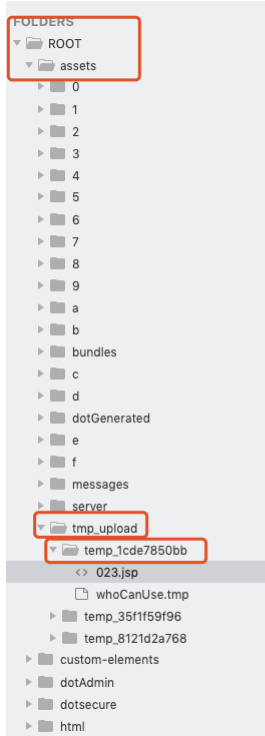 FOLDERS
ROOT
assets
0
1
2
3
4
5
6
7
8
9
a
b
bundles
c
d
dotGenerated
e
f
messages
server
tmp_upload
temp_1cde7850bb
<> 023.jsp
whoCanUse.tmp
temp_35f1f59f96
temp_8121d2a768
custom-elements
dotAdmin
dotsecure
html